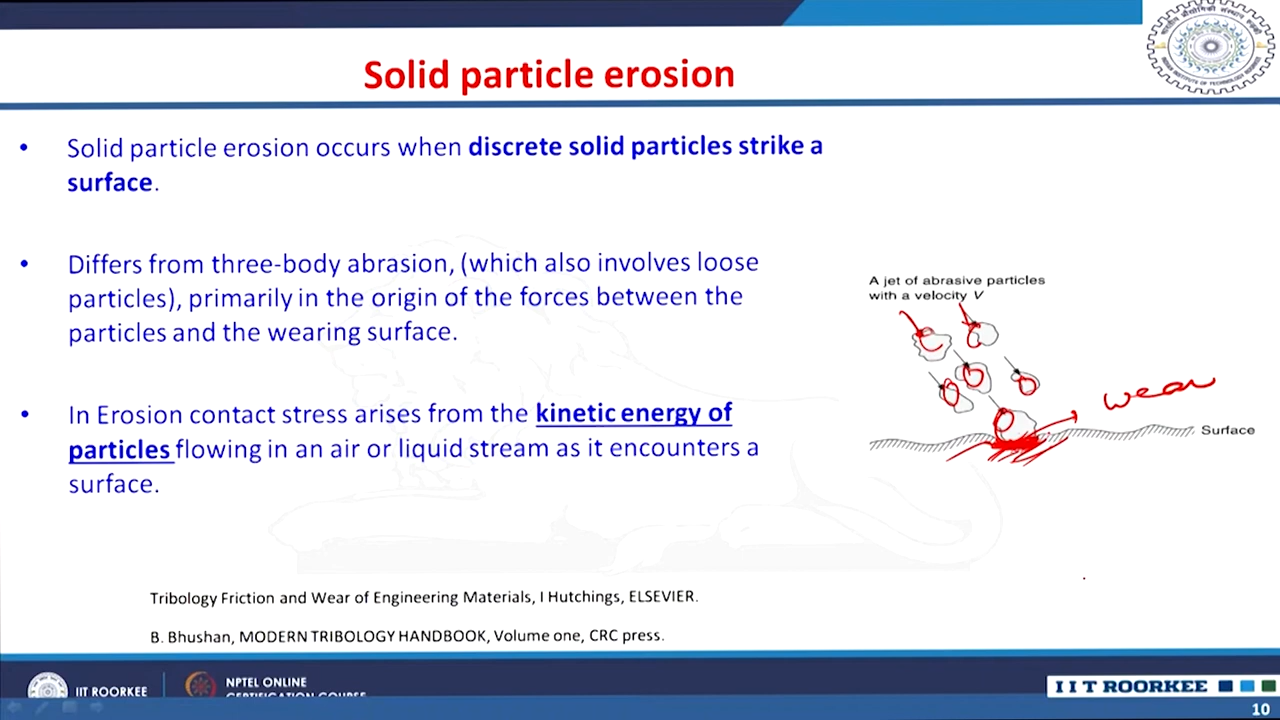 Solid particle erosion
• Solid particle erosion occurs when discrete solid particles strike a
surface.
• Differs from three-body abrasion, (which also involves loose
particles), primarily in the origin of the forces between the
particles and the wearing surface.
• In Erosion contact stress arises from the kinetic energy of
particles flowing in an air or liquid stream as it encounters a
surface.
A jet of abrasive particles
with a velocity V
wear
Surface
Tribology Friction and Wear of Engineering Materials, I Hutchings, ELSEVIER.
B. Bhushan, MODERN TRIBOLOGY HANDBOOK, Volume one, CRC press.
IIT ROORKEE
NPTEL ONLINE
CERTIFICATION COURSE
IIT ROORKEE
10